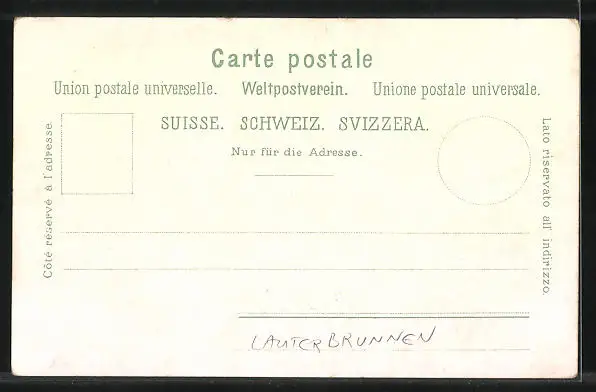 Carte postale
Union postale universelle. Weltpostverein. Unione postale universale.
SUISSE. SCHWEIZ. SVIZZERA.
Nur für die Adresse.
Côté réservé à l'adresse.
Lato riservato all' indirizzo.
LAUTERBRUNNEN